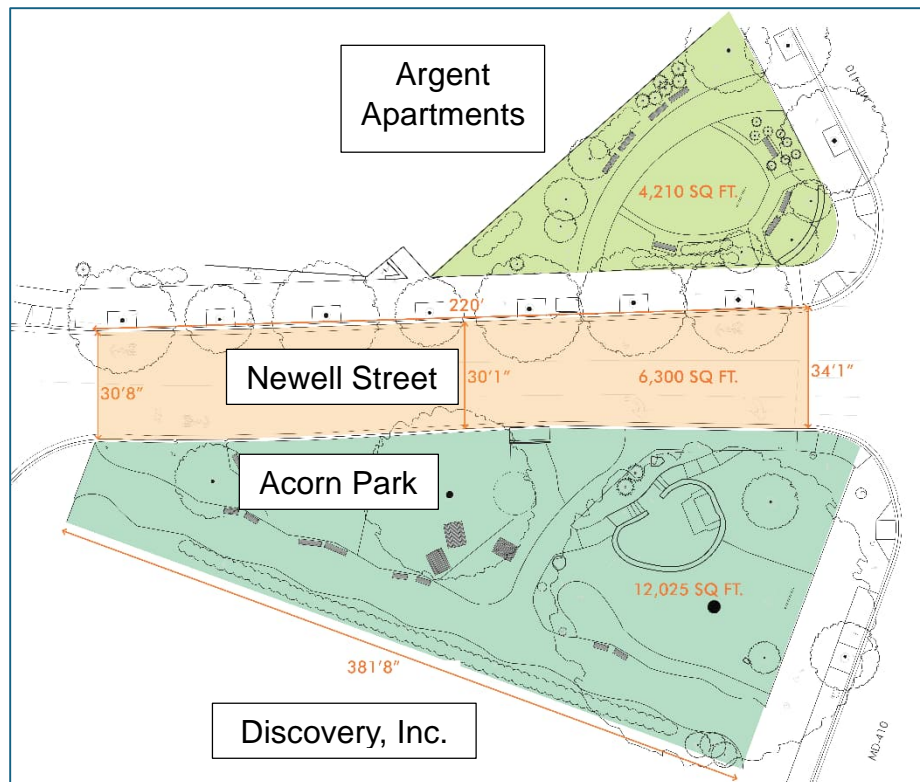 Argent
Apartments
MD-410
4,210 SQ FT.
220'
30'8"
Newell Street
30'1"
6,300 SQ FT.
34'1"
Acorn Park
12,025 SQ FT.
381'8"
Discovery, Inc.
MD-410